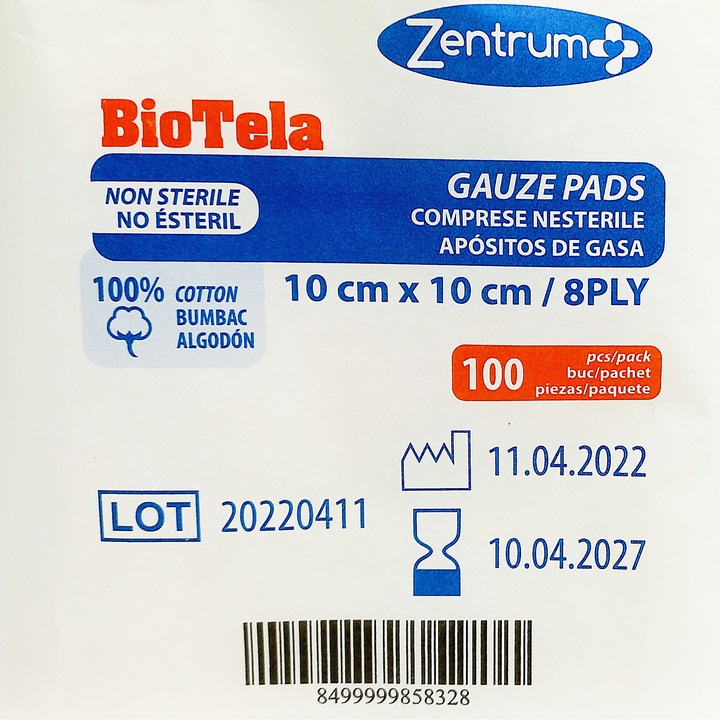 Zentrum
BioTela
NON STERILE
NO ÉSTERIL
GAUZE PADS
COMPRESE NESTERILE
APÓSITOS DE GASA
100% COTTON
BUMBAC
ALGODÓN
10 cm x 10 cm / 8PLY
100 pcs/pack
buc/pachet
piezas/paquete
11.04.2022
LOT 20220411
10.04.2027
8499999858328